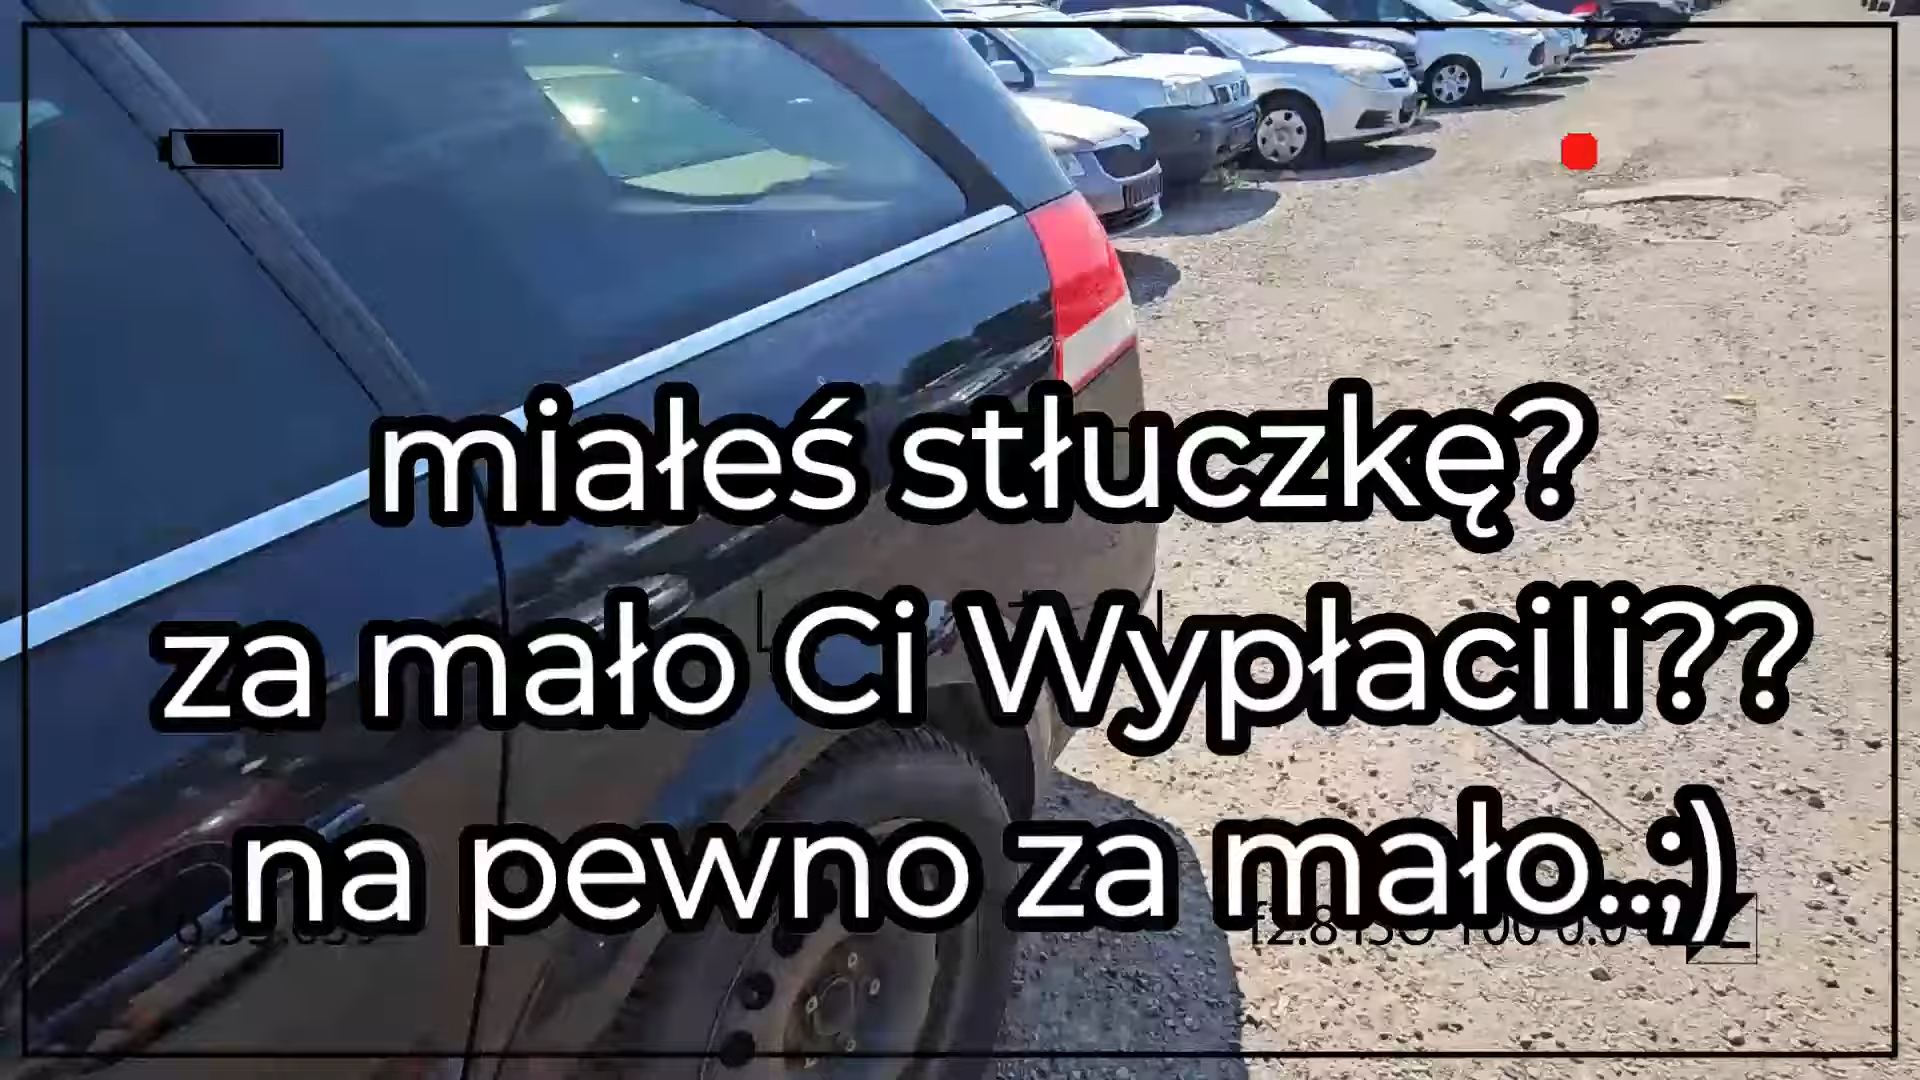 miałeś stłuczkę?
za mało Ci Wypłacili??
na pewno za mało..;)